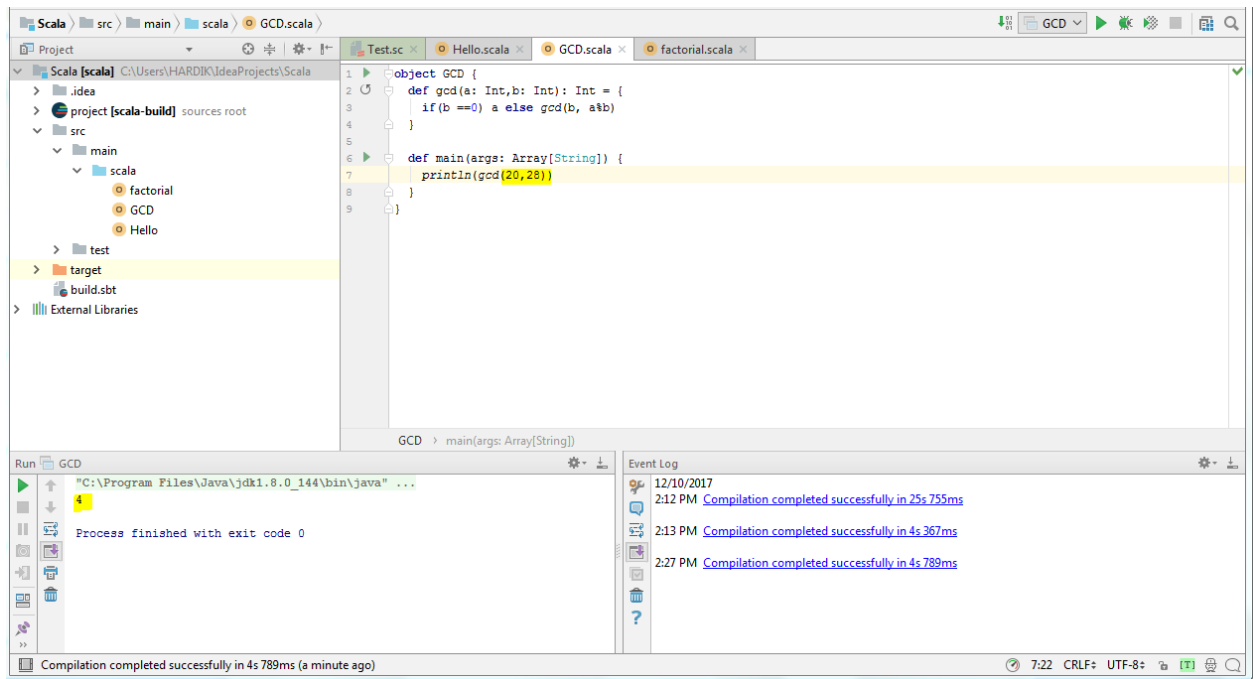 Scala src main scala GCD.scala GCD
Project
Scala [scala] C:\Users\HARDIK\IdeaProjects\Scala
.idea
project [scala-build] sources root
src
main
scala
factorial
GCD
Hello
test
target
build.sbt
External Libraries
Test.sc Hello.scala GCD.scala factorial.scala
1 object GCD {
2 def gcd(a: Int,b: Int): Int = {
3 if(b ==0) a else gcd(b, a%b)
4 }
5
6 def main(args: Array[String]) {
7 println(gcd(20,28))
8 }
9 }
GCD > main(args: Array[String])
Run GCD
"C:\Program Files\Java\jdk1.8.0_144\bin\java" ...
4
Process finished with exit code 0
Event Log
12/10/2017
2:12 PM Compilation completed successfully in 25s 755ms
2:13 PM Compilation completed successfully in 4s 367ms
2:27 PM Compilation completed successfully in 4s 789ms
Compilation completed successfully in 4s 789ms (a minute ago) 7:22 CRLF UTF-8 [T]